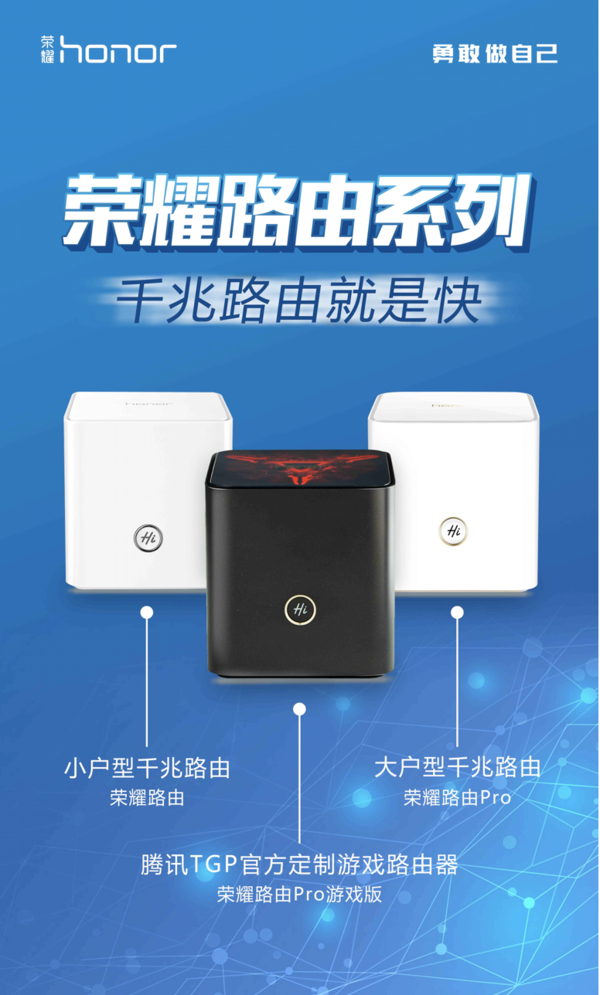 荣耀 honor
勇敢做自己
荣耀路由系列
千兆路由就是快
honor
Hi
Hi
Hi
小户型千兆路由
荣耀路由
大户型千兆路由
荣耀路由Pro
腾讯TGP官方定制游戏路由器
荣耀路由Pro游戏版